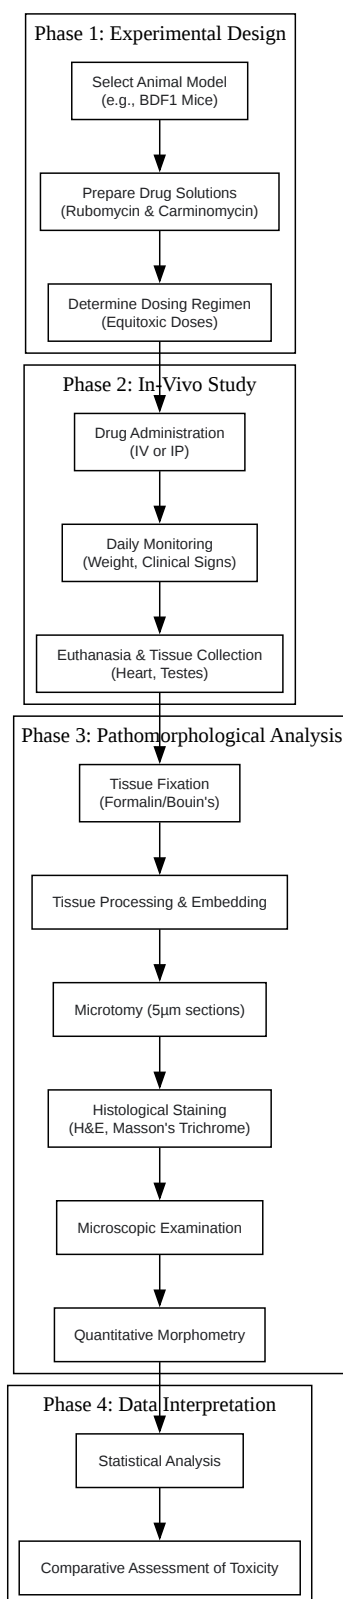 Phase 1: Experimental Design
Select Animal Model
(e.g., BDF1 Mice)
Prepare Drug Solutions
(Rubomycin & Carminomycin)
Determine Dosing Regimen
(Equitoxic Doses)
Phase 2: In-Vivo Study
Drug Administration
(IV or IP)
Daily Monitoring
(Weight, Clinical Signs)
Euthanasia & Tissue Collection
(Heart, Testes)
Phase 3: Pathomorphological Analysis
Tissue Fixation
(Formalin/Bouin's)
Tissue Processing & Embedding
Microtomy (5µm sections)
Histological Staining
(H&E, Masson's Trichrome)
Microscopic Examination
Quantitative Morphometry
Phase 4: Data Interpretation
Statistical Analysis
Comparative Assessment of Toxicity